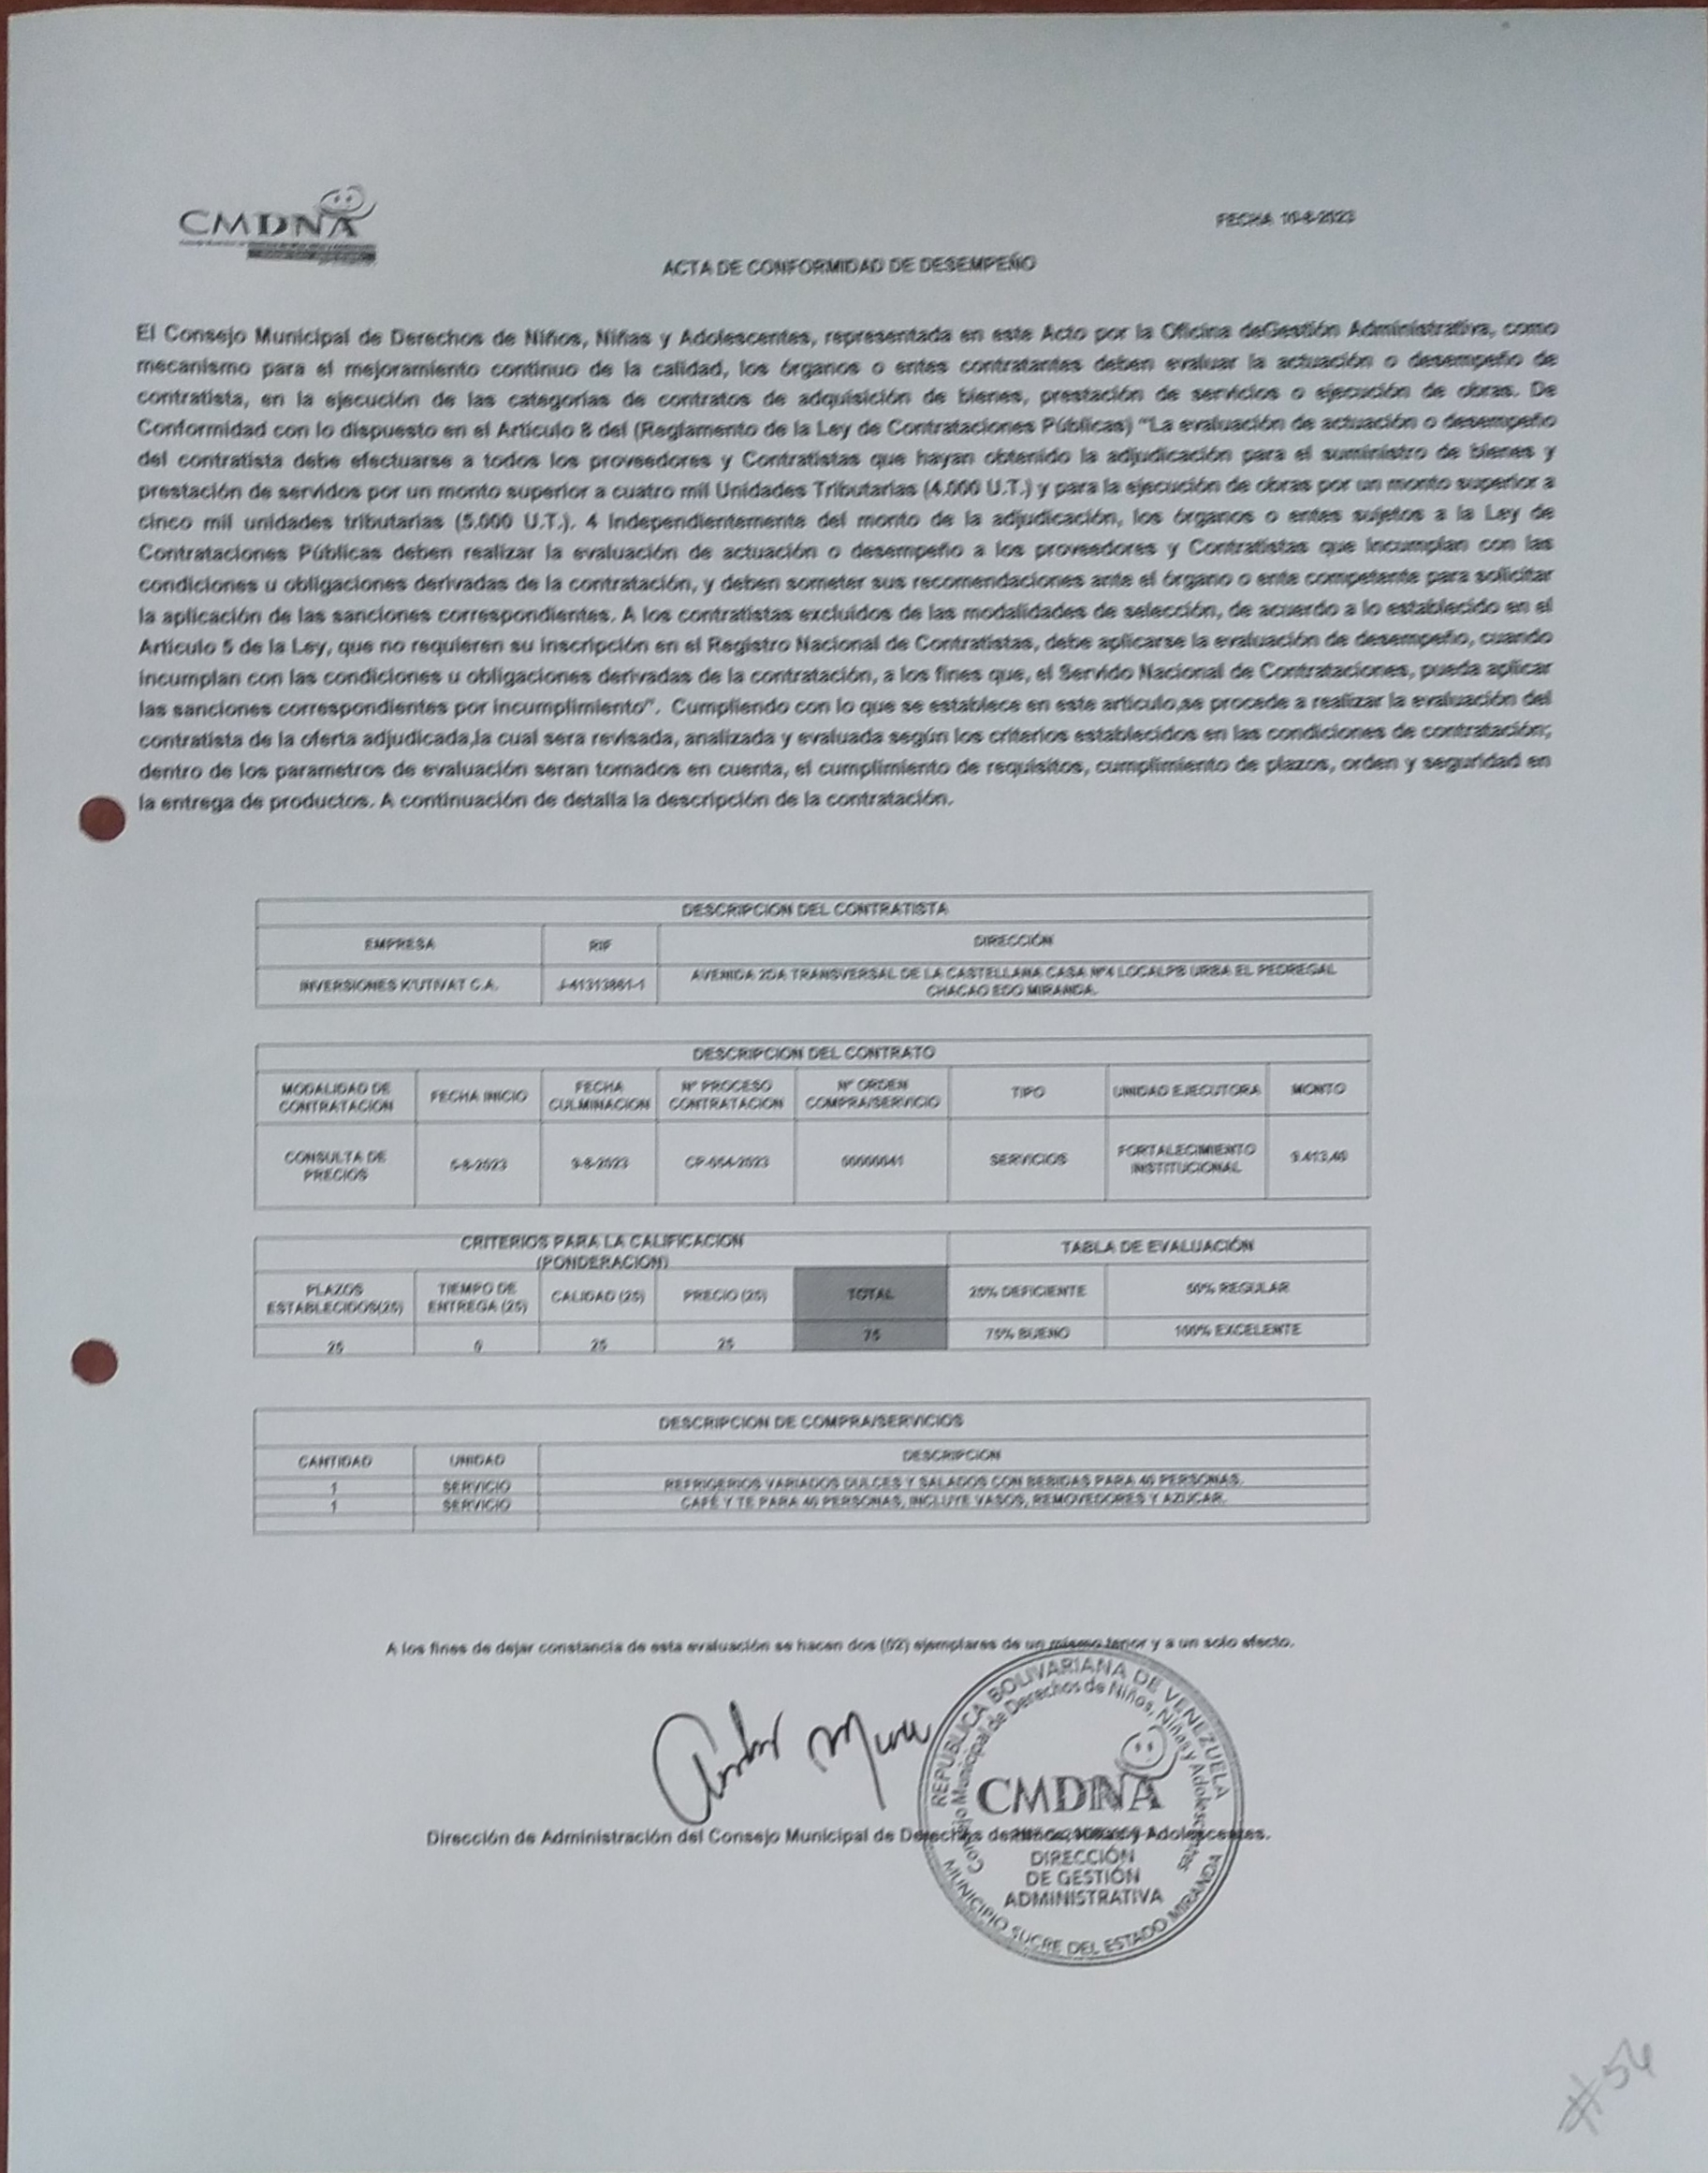 CMDNA
FECHA 10-8-2023
ACTA DE CONFORMIDAD DE DESEMPEÑO
El Consejo Municipal de Derechos de Niños, Niñas y Adolescentes, representada en este Acto por la Oficina deGestión Administrativa, como
mecanismo para el mejoramiento continuo de la calidad, los órganos o entes contratantes deben evaluar la actuación o desempeño de
contratista, en la ejecución de las categorías de contratos de adquisición de bienes, prestación de servicios o ejecución de obras. De
Conformidad con lo dispuesto en el Artículo 8 del (Reglamento de la Ley de Contrataciones Públicas) "La evaluación de actuación o desempeño
del contratista debe efectuarse a todos los proveedores y Contratistas que hayan obtenido la adjudicación para el suministro de bienes y
prestación de servidos por un monto superior a cuatro mil Unidades Tributarias (4.000 U.T.) y para la ejecución de obras por un monto superior a
cinco mil unidades tributarias (5.000 U.T.). 4 Independientemente del monto de la adjudicación, los órganos o entes sujetos a la Ley de
Contrataciones Públicas deben realizar la evaluación de actuación o desempeño a los proveedores y Contratistas que Incumplan con las
condiciones u obligaciones derivadas de la contratación, y deben someter sus recomendaciones ante el órgano o ente competente para solicitar
la aplicación de las sanciones correspondientes. A los contratistas excluídos de las modalidades de selección, de acuerdo a lo establecido en el
Artículo 5 de la Ley, que no requieren su inscripción en el Registro Nacional de Contratistas, debe aplicarse la evaluación de desempeño, cuando
incumplan con las condiciones u obligaciones derivadas de la contratación, a los fines que, el Servido Nacional de Contrataciones, pueda aplicar
las sanciones correspondientes por incumplimiento". Cumpliendo con lo que se establece en este artículo,se procede a realizar la evaluación del
contratista de la oferta adjudicada,la cual sera revisada, analizada y evaluada según los criterios establecidos en las condiciones de contratación;
dentro de los parametros de evaluación seran tomados en cuenta, el cumplimiento de requisitos, cumplimiento de plazos, orden y seguridad en
la entrega de productos. A continuación de detalla la descripción de la contratación.
DESCRIPCION DEL CONTRATISTA
EMPRESA RIF DIRECCIÓN
INVERSIONES K'UTIVAT C.A. J-41313861-1 AVENIDA 2DA TRANSVERSAL DE LA CASTELLANA CASA Nº4 LOCALPB URBA EL PEDREGAL
CHACAO EDO MIRANDA.
DESCRIPCION DEL CONTRATO
MODALIDAD DE CONTRATACION FECHA INICIO FECHA CULMINACION Nº PROCESO CONTRATACION Nº ORDEN COMPRA/SERVICIO TIPO UNIDAD EJECUTORA MONTO
CONSULTA DE PRECIOS 8-2023 9-8-2023 CP-054-2023 00000041 SERVICIOS FORTALECIMIENTO INSTITUCIONAL
CRITERIOS PARA LA CALIFICACION (PONDERACION) TABLA DE EVALUACIÓN
PLAZOS ESTABLECIDOS(25) TIEMPO DE ENTREGA (25) CALIDAD (25) PRECIO (25) TOTAL 25% DEFICIENTE 50% REGULAR
25 0 25 25 75 75% BUENO 100% EXCELENTE
DESCRIPCION DE COMPRA/SERVICIOS
CANTIDAD UNIDAD DESCRIPCION
1 SERVICIO REFRIGERIOS VARIADOS DULCES Y SALADOS CON BEBIDAS PARA 40 PERSONAS.
1 SERVICIO CAFÉ Y TE PARA 40 PERSONAS, INCLUYE VASOS, REMOVEDORES Y AZUCAR.
A los fines de dejar constancia de esta evaluación se hacen dos (02) ejemplares de un mismo tenor y a un solo efecto.
Dirección de Administración del Consejo Municipal de Derechos de Niños, Niñas y Adolescentes.
REPÚBLICA BOLIVARIANA DE VENEZUELA
Consejo Municipal de Derechos de Niños, Niñas y Adolescentes
CMDNA
DIRECCIÓN
DE GESTIÓN
ADMINISTRATIVA
MUNICIPIO SUCRE DEL ESTADO MIRANDA
#54